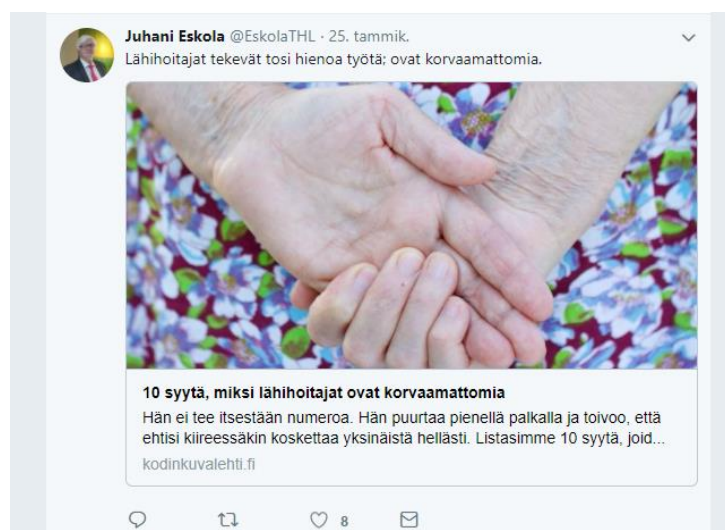 Juhani Eskola @EskolaTHL · 25. tammik.
Lähihoitajat tekevät tosi hienoa työtä; ovat korvaamattomia.
10 syytä, miksi lähihoitajat ovat korvaamattomia
Hän ei tee itsestään numeroa. Hän puurtaa pienellä palkalla ja toivoo, että
ehtisi kiireessäkin koskettaa yksinäistä hellästi. Listasimme 10 syytä, joid...
kodinkuvalehti.fi
8